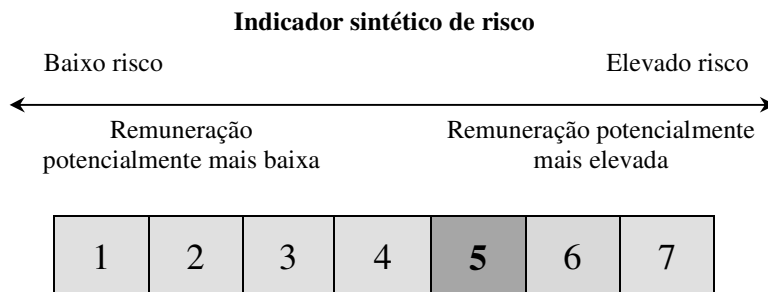 Indicador sintético de risco
Baixo risco Elevado risco
Remuneração
potencialmente mais baixa
Remuneração potencialmente
mais elevada
1 2 3 4 5 6 7